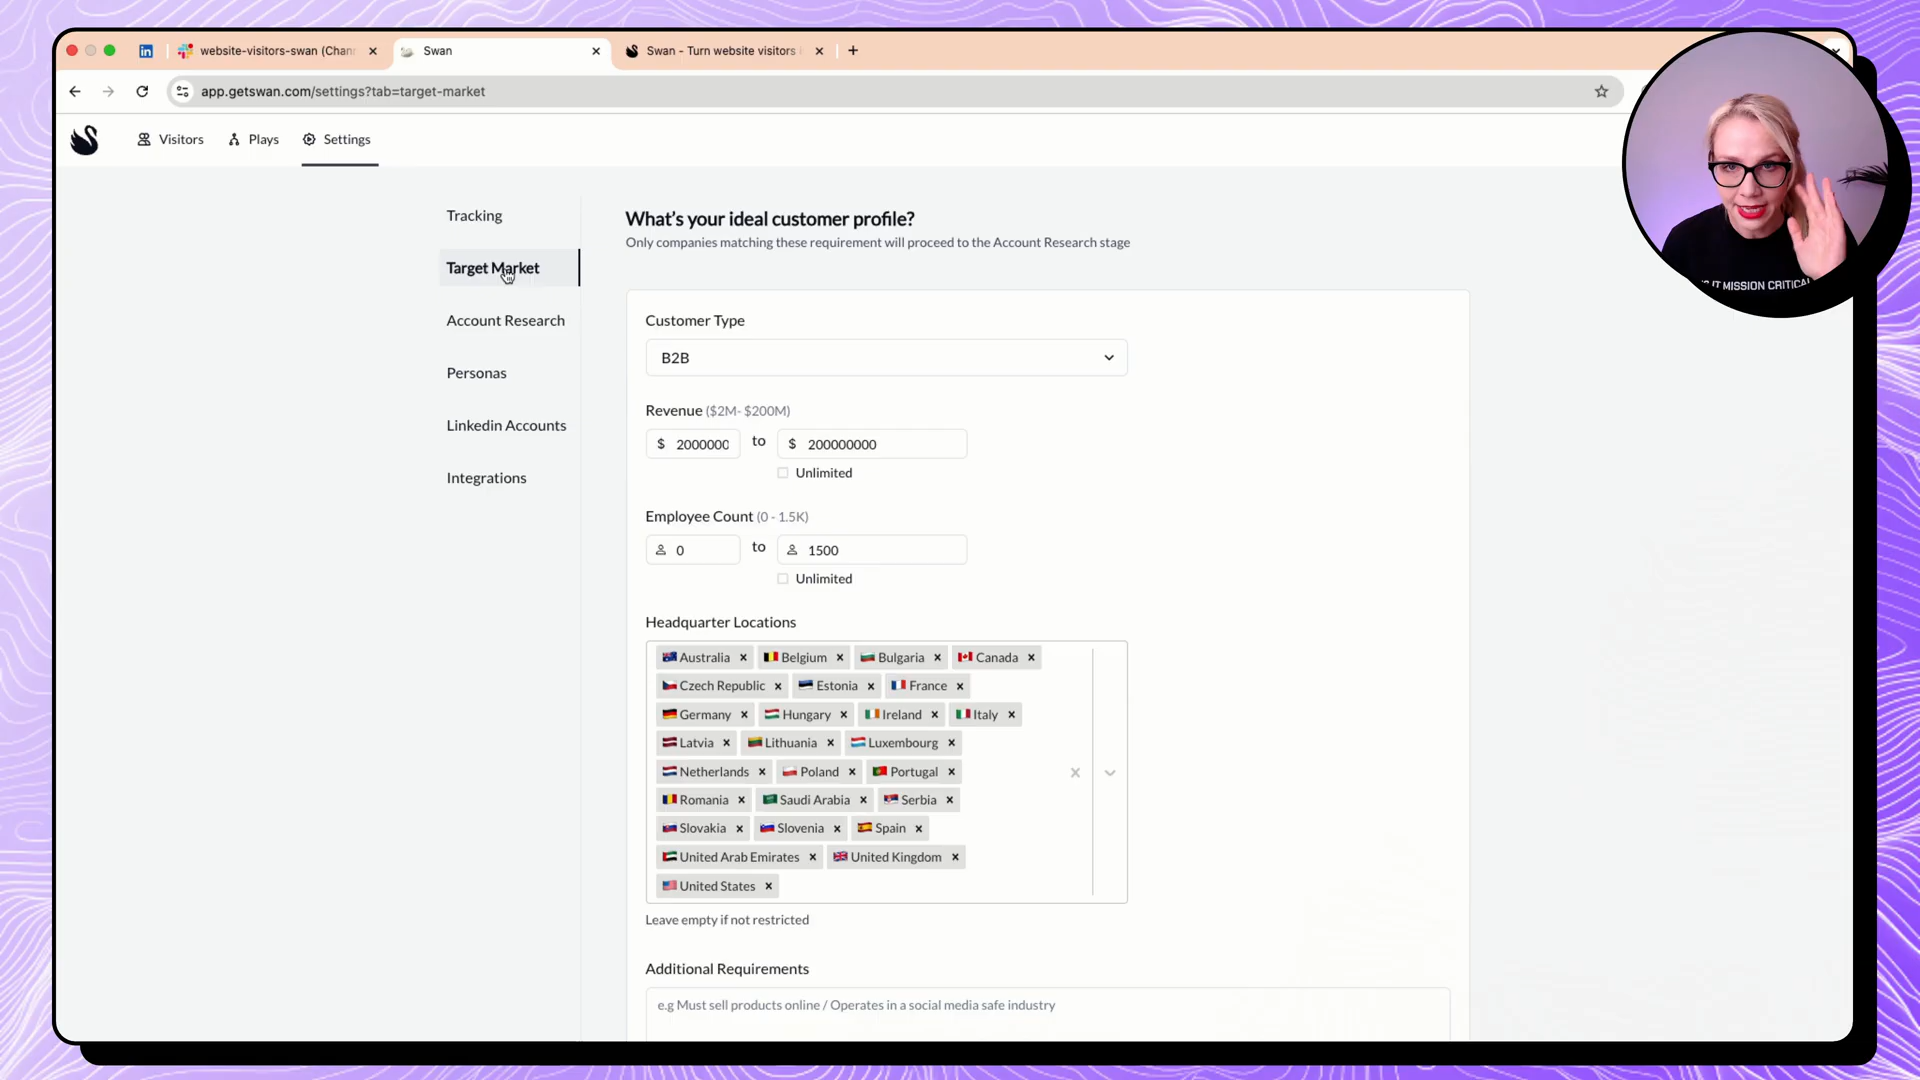 website-visitors-swan (Chan
Swan
Swan - Turn website visitors
app.getswan.com/settings?tab=target-market
Visitors
Plays
Settings
Tracking
Target Market
Account Research
Personas
Linkedin Accounts
Integrations
What's your ideal customer profile?
Only companies matching these requirement will proceed to the Account Research stage
Customer Type
B2B
Revenue ($2M- $200M)
$ 2000000 to $ 200000000
Unlimited
Employee Count (0 - 1.5K)
0 to 1500
Unlimited
Headquarter Locations
Australia × Belgium × Bulgaria × Canada ×
Czech Republic × Estonia × France ×
Germany × Hungary × Ireland × Italy ×
Latvia × Lithuania × Luxembourg ×
Netherlands × Poland × Portugal ×
Romania × Saudi Arabia × Serbia ×
Slovakia × Slovenia × Spain ×
United Arab Emirates × United Kingdom ×
United States ×
Leave empty if not restricted
Additional Requirements
e.g Must sell products online / Operates in a social media safe industry
IT MISSION CRITICAL